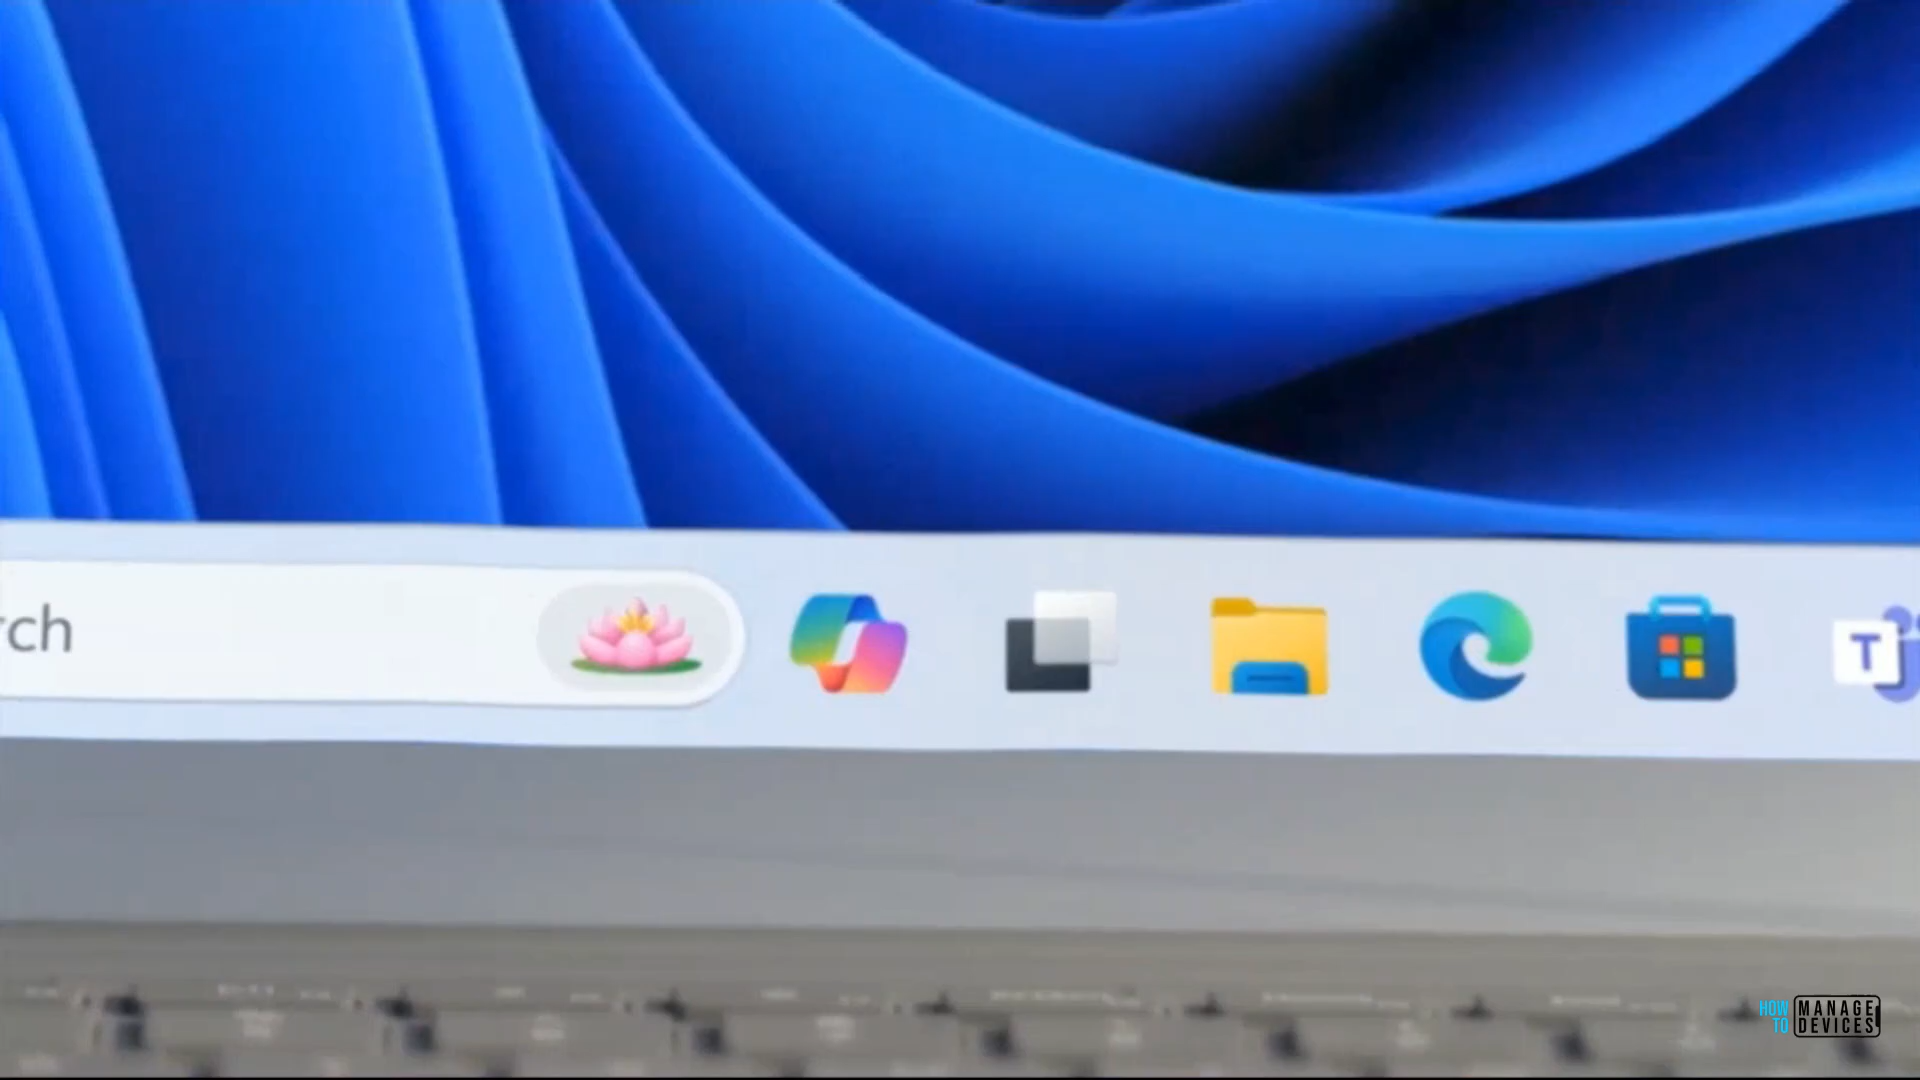 rch
T
HOW TO
MANAGE DEVICES